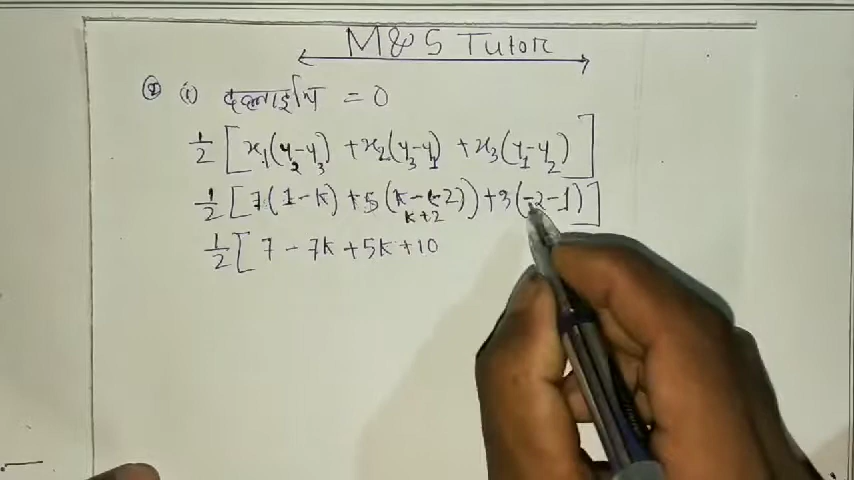 M&S Tutor
② (i) = 0
1/2 [x₁(y₂-y₃) + x₂(y₃-y₁) + x₃(y₁-y₂)]
1/2 [7(1-k) + 5(k-(-2)) + 3(-2-1)]
k+2
1/2 [7 - 7k + 5k + 10